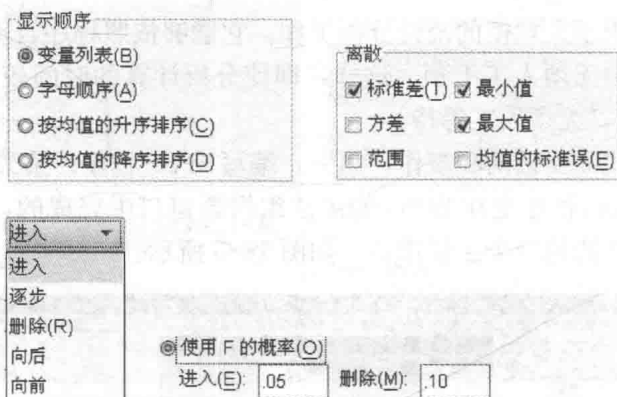 显示顺序
变量列表(B)
字母顺序(A)
按均值的升序排序(C)
按均值的降序排序(D)
离散
标准差(T) 最小值
方差 最大值
范围 均值的标准误(E)
进入
进入
逐步
删除(R)
向后
向前
使用 F 的概率(O)
进入(E): .05 删除(M): .10